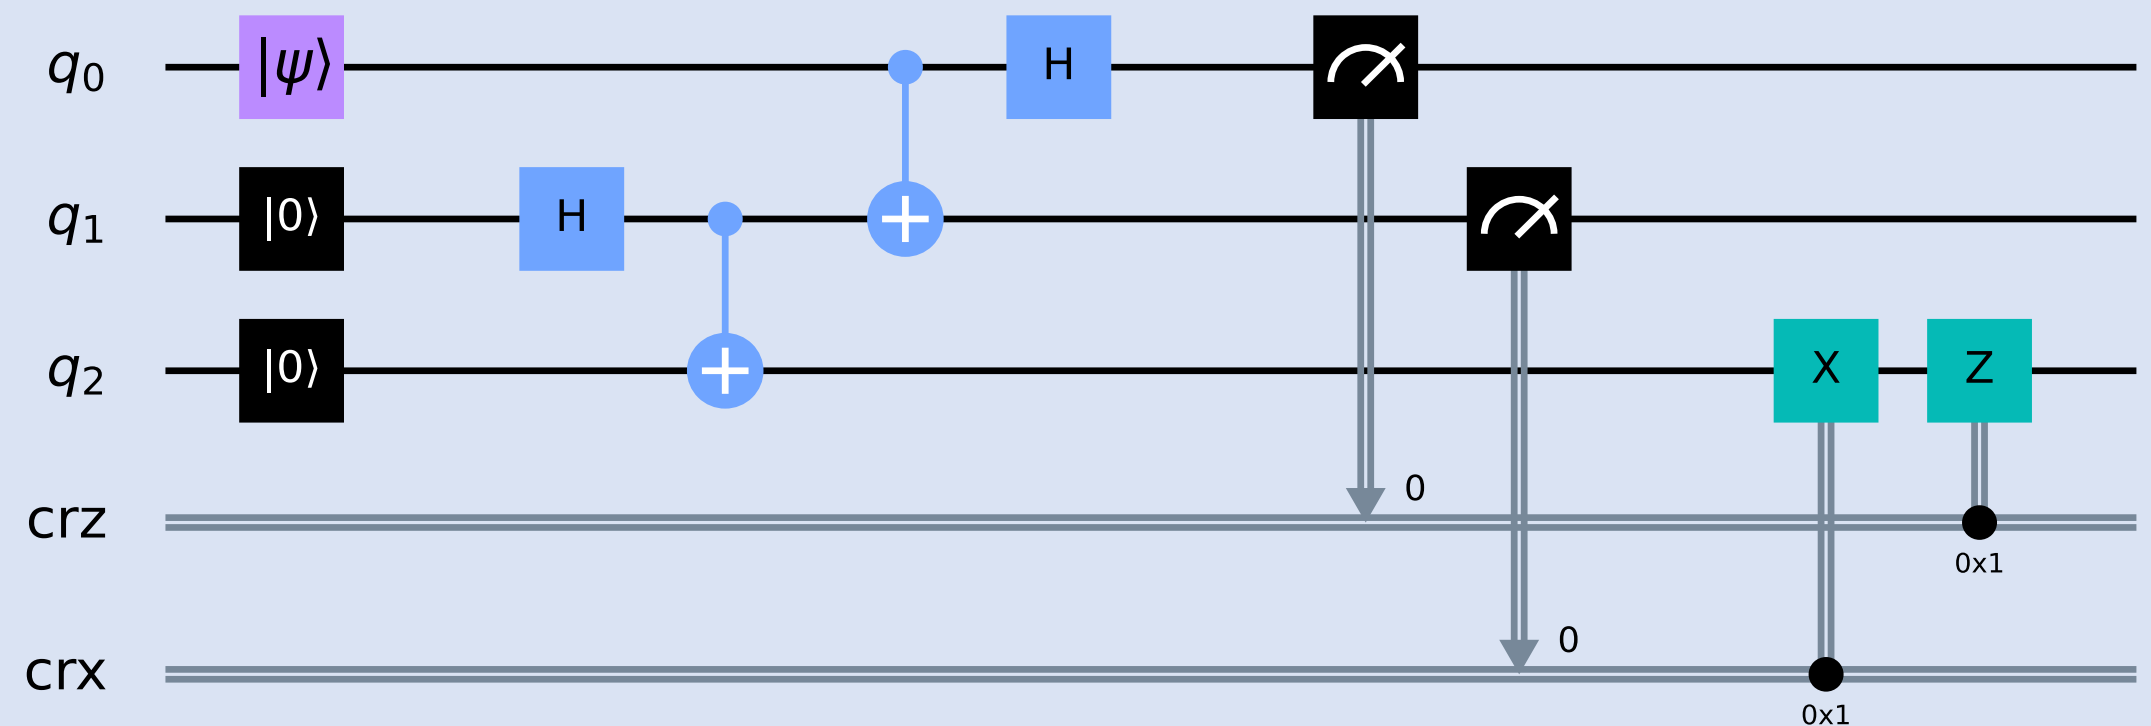 q0 |ψ⟩ H
q1 |0⟩ H
q2 |0⟩ X Z
crz 0 0x1
crx 0 0x1